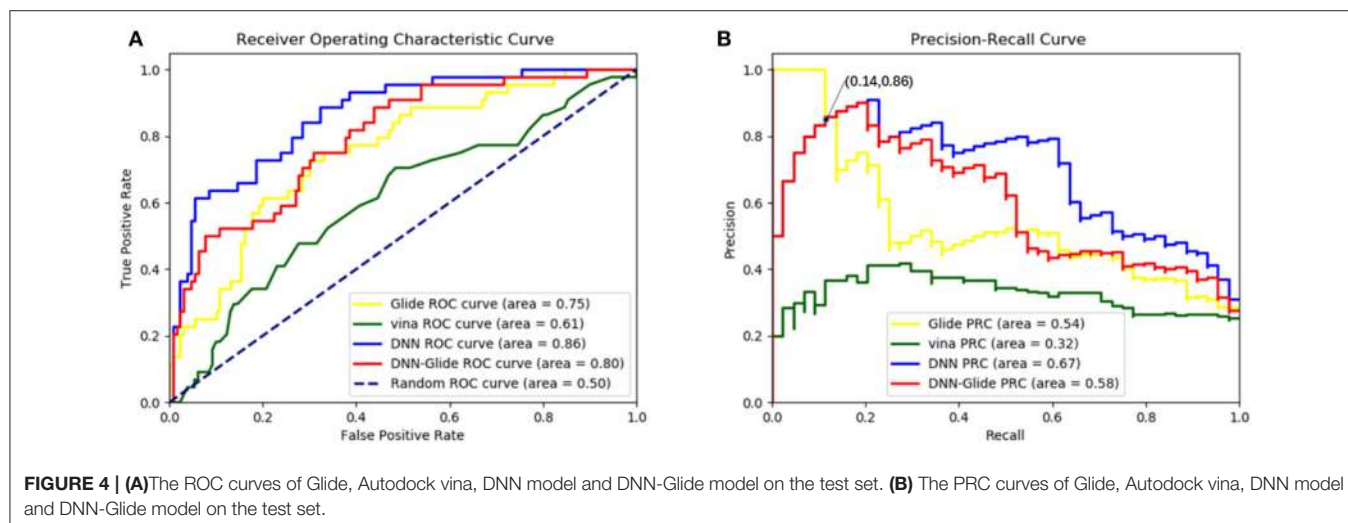 A
Receiver Operating Characteristic Curve
True Positive Rate
1.0
0.8
0.6
0.4
0.2
0.0
Glide ROC curve (area = 0.75)
vina ROC curve (area = 0.61)
DNN ROC curve (area = 0.86)
DNN-Glide ROC curve (area = 0.80)
Random ROC curve (area = 0.50)
0.0 0.2 0.4 0.6 0.8 1.0
False Positive Rate
B
Precision-Recall Curve
Precision
1.0
0.8
0.6
0.4
0.2
0.0
(0.14,0.86)
Glide PRC (area = 0.54)
vina PRC (area = 0.32)
DNN PRC (area = 0.67)
DNN-Glide PRC (area = 0.58)
0.0 0.2 0.4 0.6 0.8 1.0
Recall
FIGURE 4 | (A)The ROC curves of Glide, Autodock vina, DNN model and DNN-Glide model on the test set. (B) The PRC curves of Glide, Autodock vina, DNN model
and DNN-Glide model on the test set.